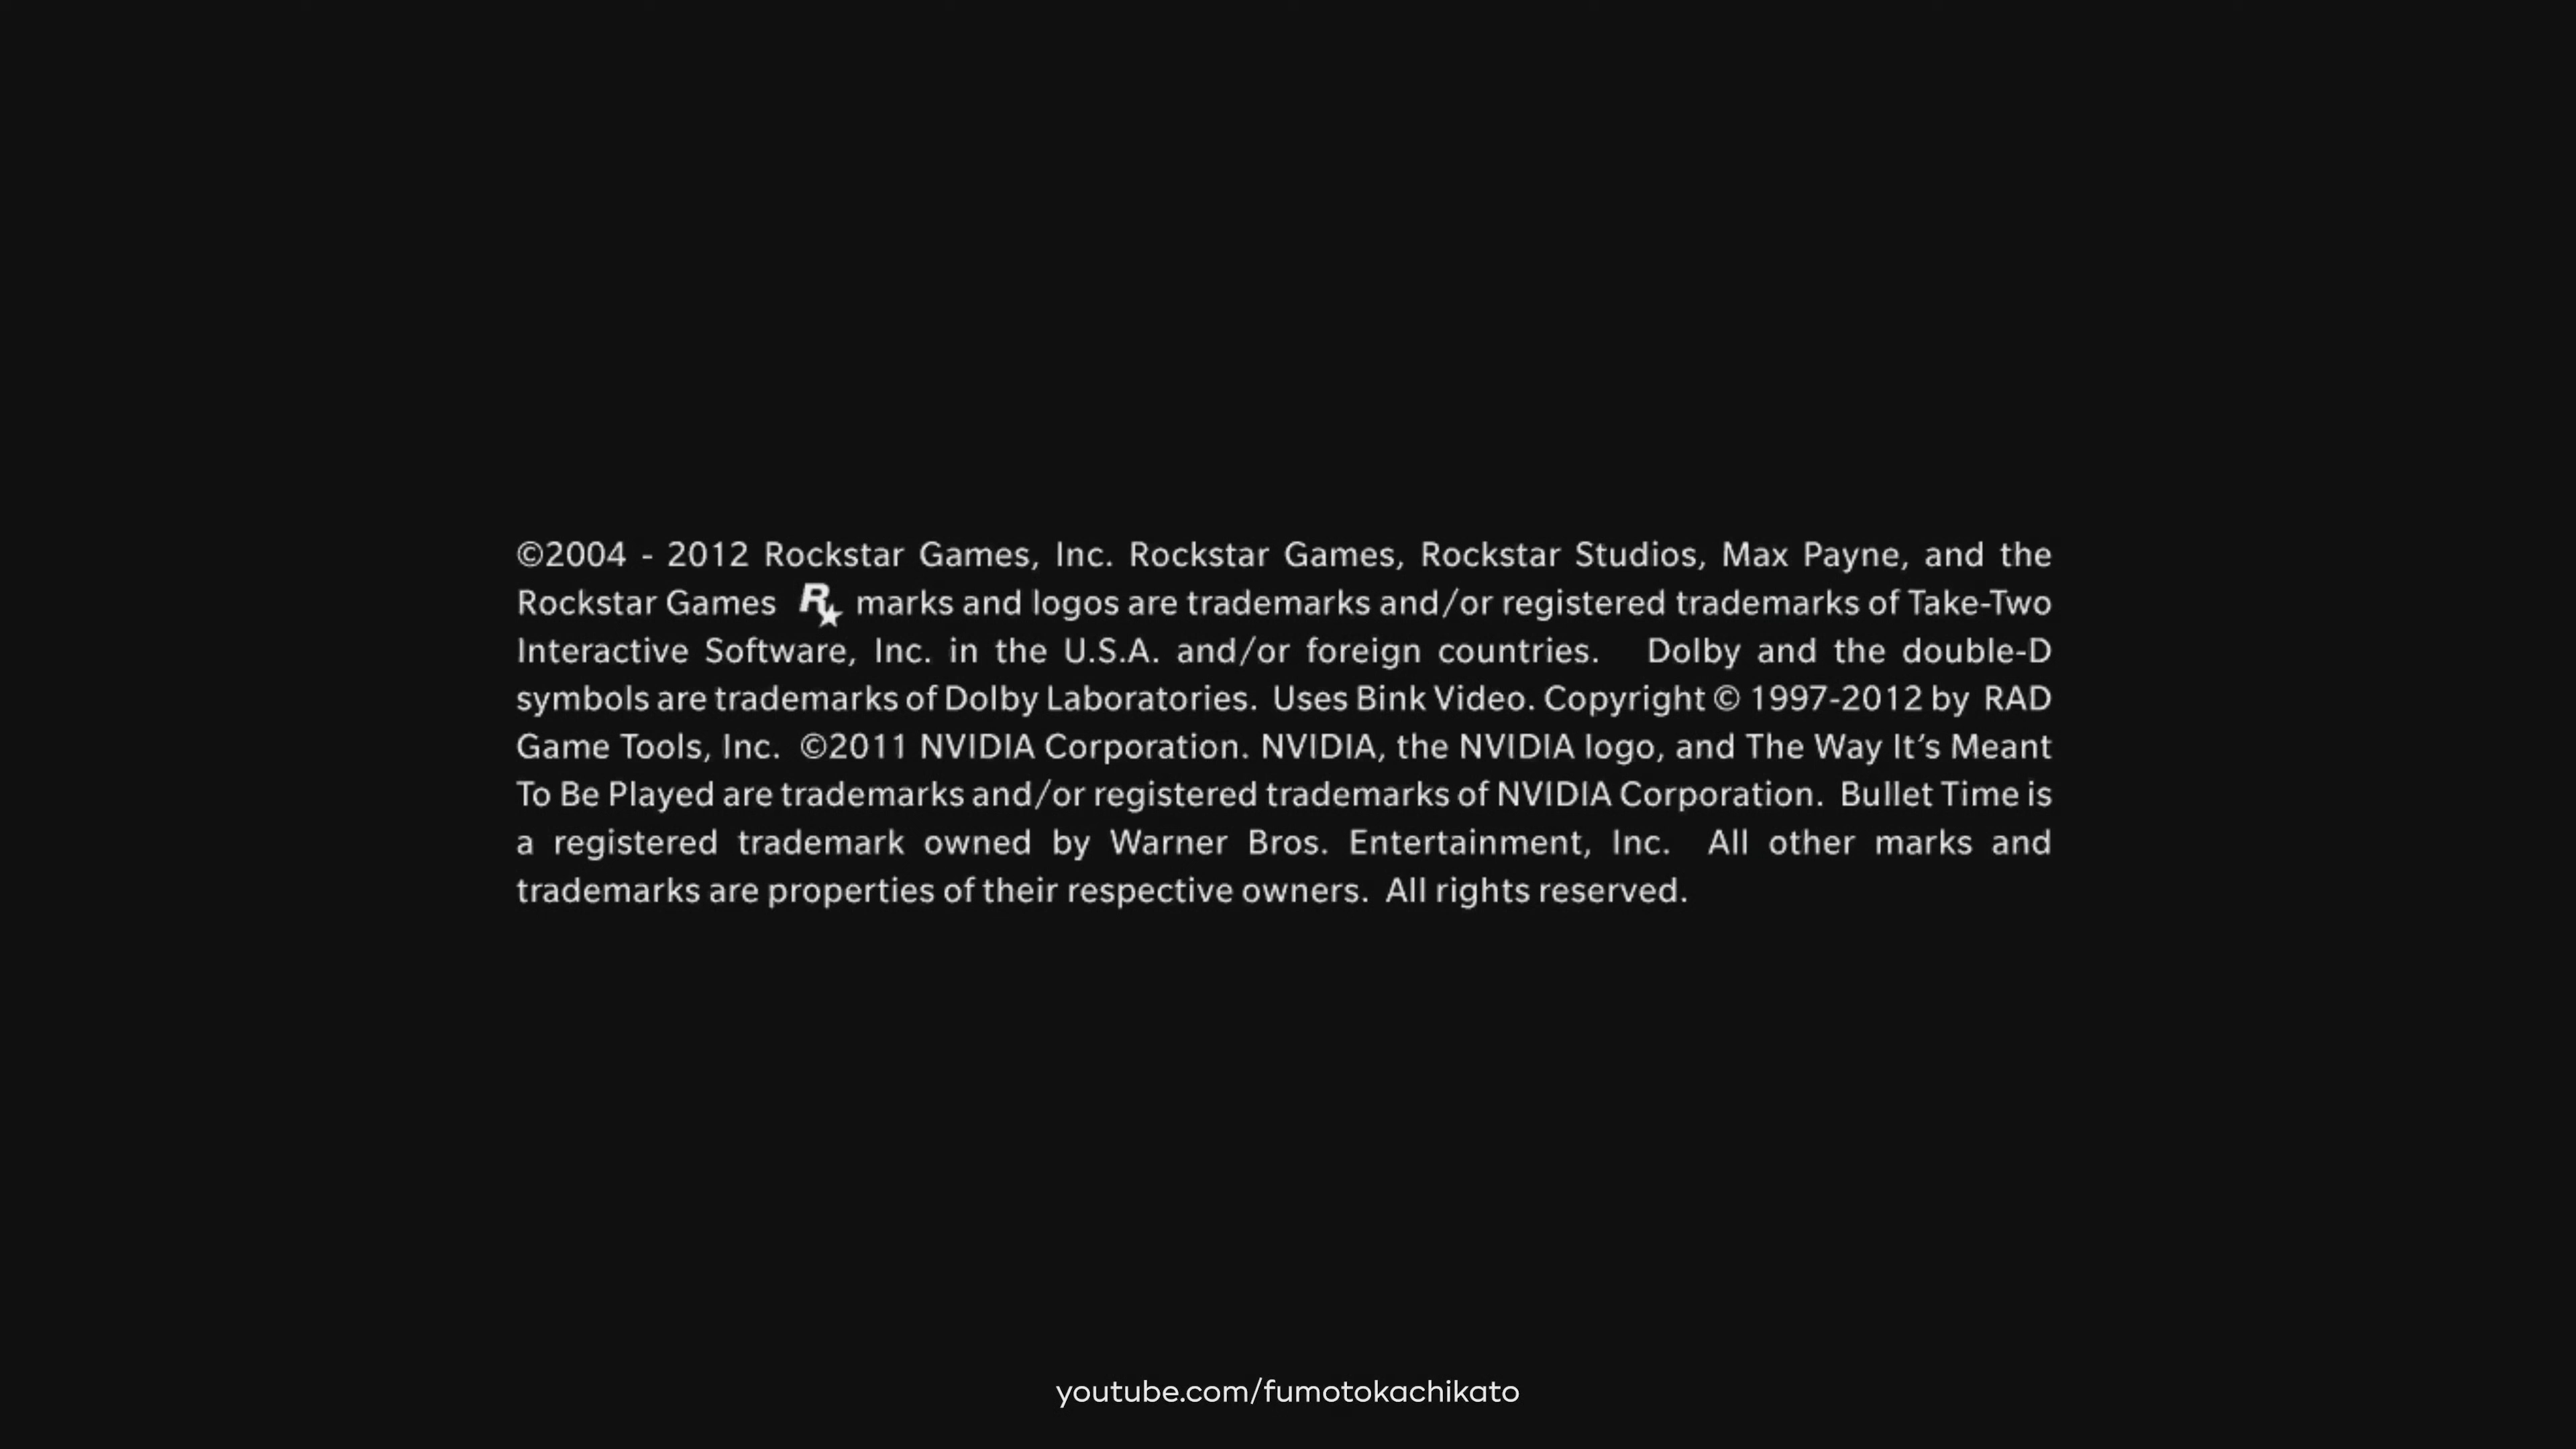 ©2004 - 2012 Rockstar Games, Inc. Rockstar Games, Rockstar Studios, Max Payne, and the
Rockstar Games R★ marks and logos are trademarks and/or registered trademarks of Take-Two
Interactive Software, Inc. in the U.S.A. and/or foreign countries. Dolby and the double-D
symbols are trademarks of Dolby Laboratories. Uses Bink Video. Copyright © 1997-2012 by RAD
Game Tools, Inc. ©2011 NVIDIA Corporation. NVIDIA, the NVIDIA logo, and The Way It’s Meant
To Be Played are trademarks and/or registered trademarks of NVIDIA Corporation. Bullet Time is
a registered trademark owned by Warner Bros. Entertainment, Inc. All other marks and
trademarks are properties of their respective owners. All rights reserved.
youtube.com/fumotokachikato